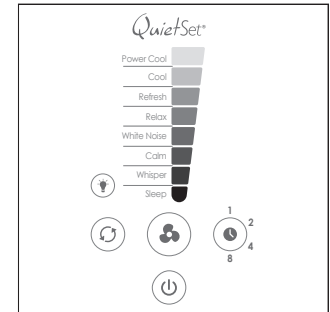 QuietSet®
Power Cool
Cool
Refresh
Relax
White Noise
Calm
Whisper
Sleep
1
2
4
8